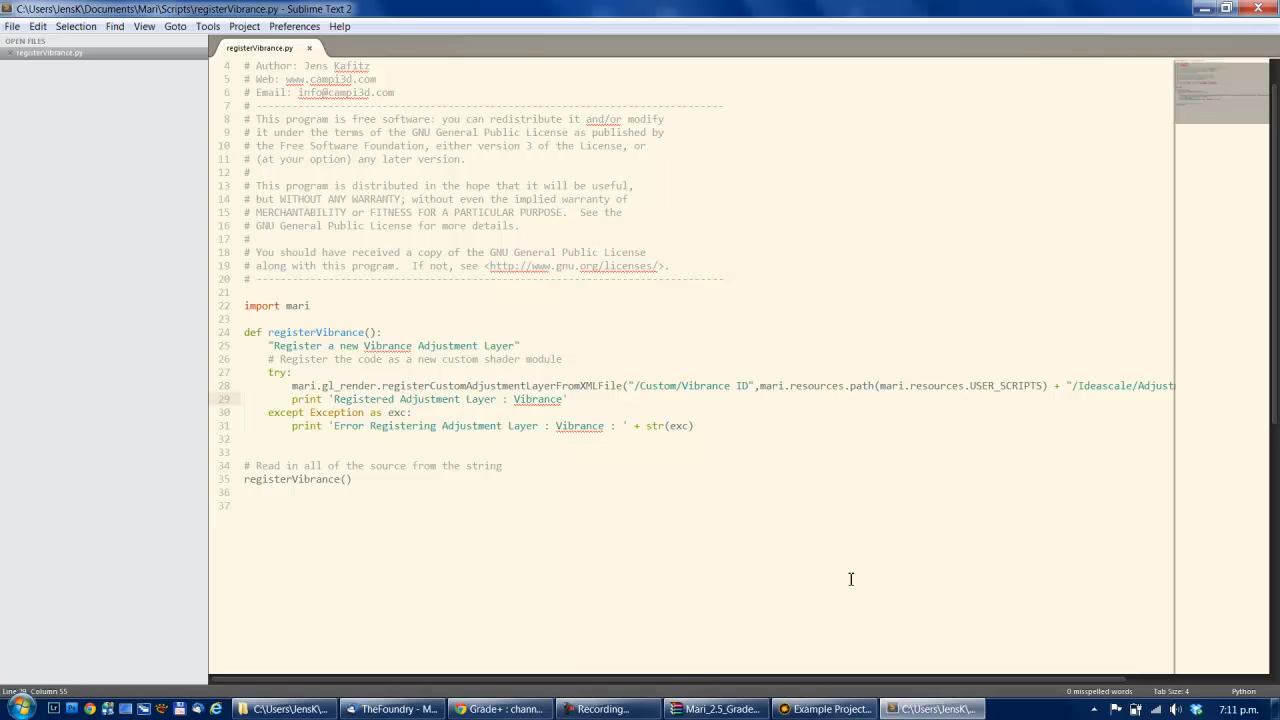 C:\Users\JensK\Documents\Mari\Scripts\registerVibrance.py - Sublime Text 2
File Edit Selection Find View Goto Tools Project Preferences Help
OPEN FILES
registerVibrance.py
registerVibrance.py
4 # Author: Jens Kafitz
5 # Web: www.campi3d.com
6 # Email: info@campi3d.com
7 # ------------------------------------------------------------------------------
8 # This program is free software: you can redistribute it and/or modify
9 # it under the terms of the GNU General Public License as published by
10 # the Free Software Foundation, either version 3 of the License, or
11 # (at your option) any later version.
12 #
13 # This program is distributed in the hope that it will be useful,
14 # but WITHOUT ANY WARRANTY; without even the implied warranty of
15 # MERCHANTABILITY or FITNESS FOR A PARTICULAR PURPOSE.  See the
16 # GNU General Public License for more details.
17 #
18 # You should have received a copy of the GNU General Public License
19 # along with this program.  If not, see <http://www.gnu.org/licenses/>.
20 # ------------------------------------------------------------------------------
21
22 import mari
23
24 def registerVibrance():
25     "Register a new Vibrance Adjustment Layer"
26     # Register the code as a new custom shader module
27     try:
28         mari.gl_render.registerCustomAdjustmentLayerFromXMLFile("/Custom/Vibrance ID",mari.resources.path(mari.resources.USER_SCRIPTS) + "/Ideascale/Adjust
29         print 'Registered Adjustment Layer : Vibrance'
30     except Exception as exc:
31         print 'Error Registering Adjustment Layer : Vibrance : ' + str(exc)
32
33
34 # Read in all of the source from the string
35 registerVibrance()
36
37
Line 29, Column 55 0 misspelled words Tab Size: 4 Python
C:\Users\JensK\... TheFoundry - M... Grade+ : chann... Recording... Mari_2.5_Grade... Example Project... C:\Users\JensK\... 7:11 p.m.